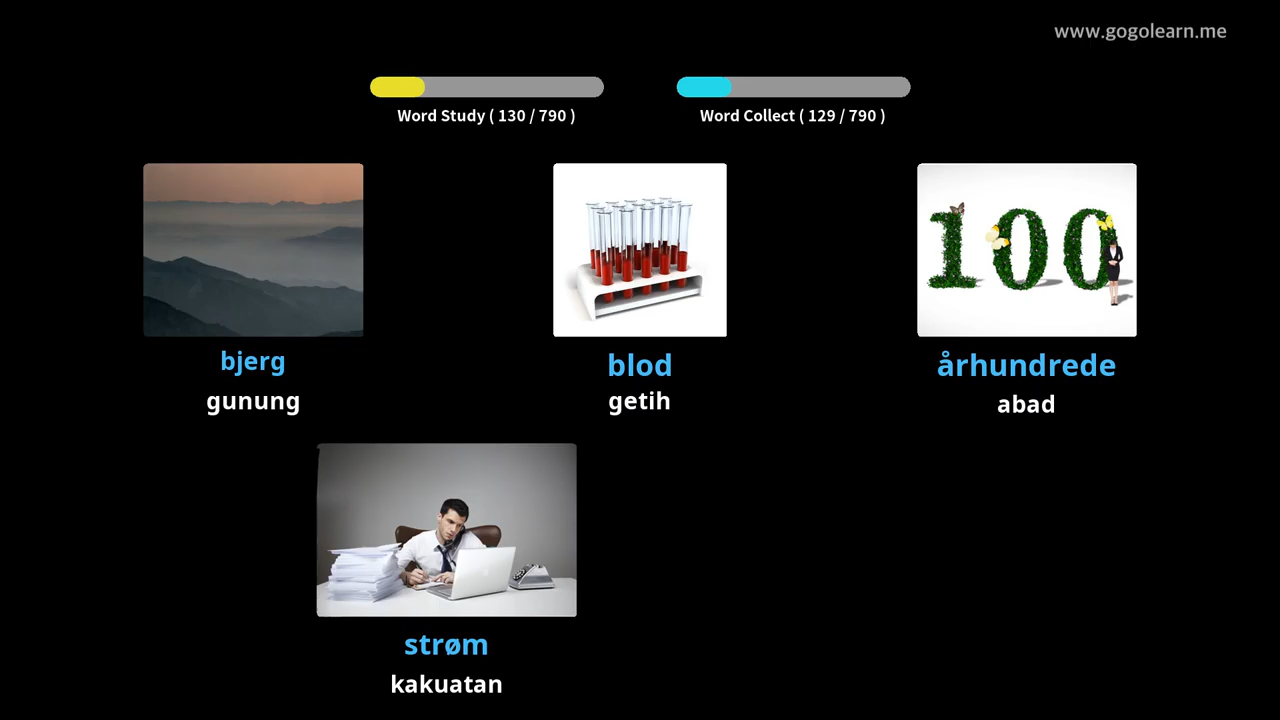 www.gogolearn.me
Word Study ( 130 / 790 )
Word Collect ( 129 / 790 )
bjerg
gunung
blod
getih
århundrede
abad
strøm
kakuatan